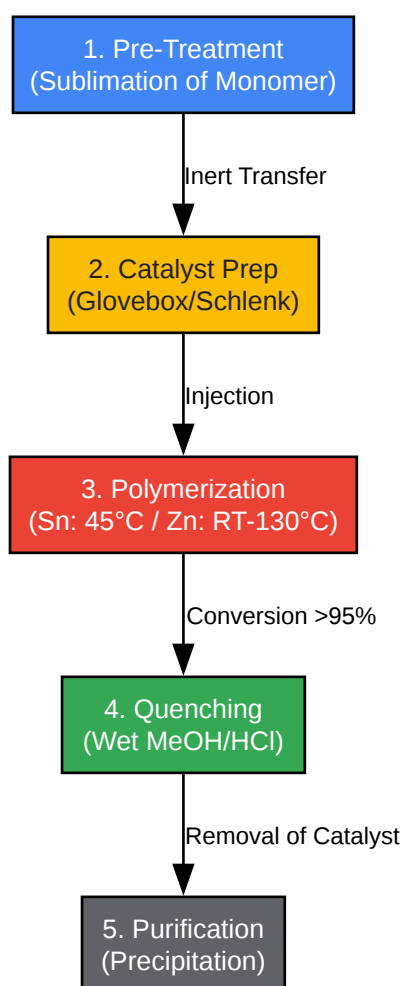 1. Pre-Treatment
(Sublimation of Monomer)
Inert Transfer
2. Catalyst Prep
(Glovebox/Schlenk)
Injection
3. Polymerization
(Sn: 45°C / Zn: RT-130°C)
Conversion >95%
4. Quenching
(Wet MeOH/HCl)
Removal of Catalyst
5. Purification
(Precipitation)